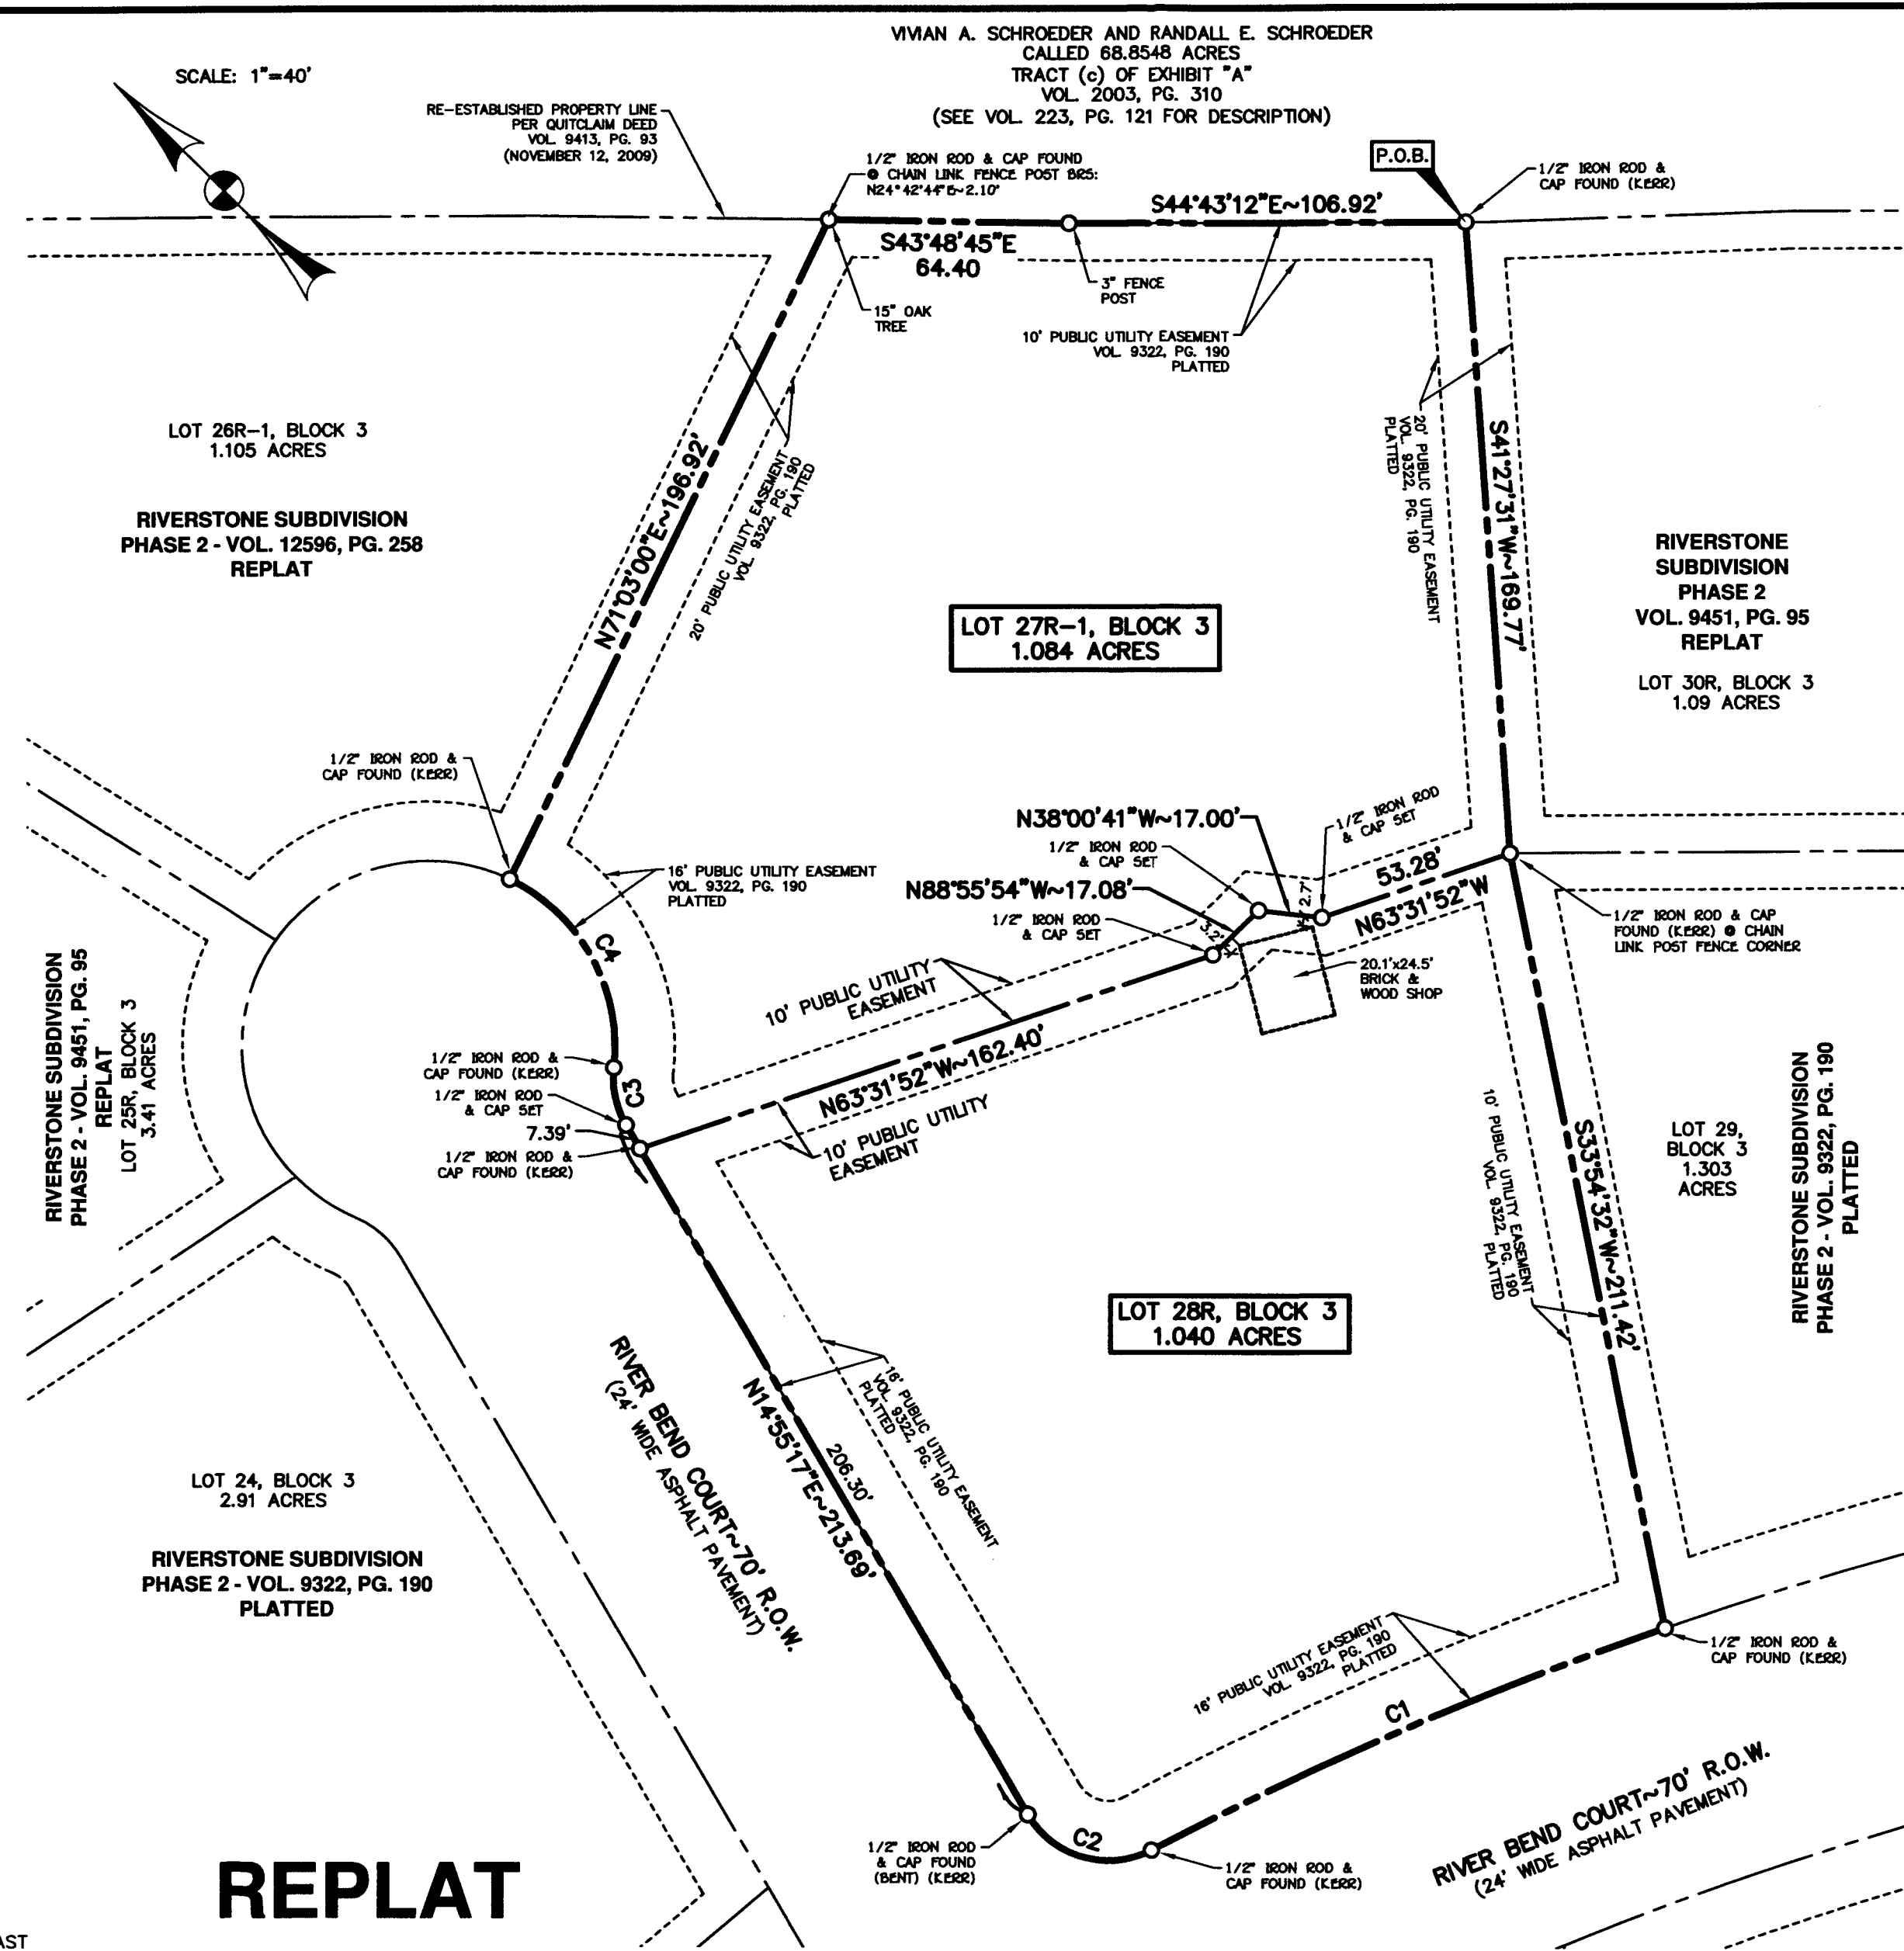 VIVIAN A. SCHROEDER AND RANDALL E. SCHROEDER
CALLED 68.8548 ACRES
TRACT (c) OF EXHIBIT "A"
VOL. 2003, PG. 310
(SEE VOL. 223, PG. 121 FOR DESCRIPTION)
SCALE: 1"=40'
RE-ESTABLISHED PROPERTY LINE
PER QUITCLAIM DEED
VOL. 9413, PG. 93
(NOVEMBER 12, 2009)
1/2" IRON ROD & CAP FOUND
@ CHAIN LINK FENCE POST BRS:
N24°42'44"E~2.10'
P.O.B.
1/2" IRON ROD &
CAP FOUND (KERR)
S44°43'12"E~106.92'
S43°48'45"E
64.40
3" FENCE
POST
15" OAK
TREE
10' PUBLIC UTILITY EASEMENT
VOL. 9322, PG. 190
PLATTED
LOT 26R-1, BLOCK 3
1.105 ACRES
RIVERSTONE SUBDIVISION
PHASE 2 - VOL. 12596, PG. 258
REPLAT
N71°03'00"E~196.92'
20' PUBLIC UTILITY EASEMENT
VOL. 9322, PG. 190
PLATTED
20' PUBLIC UTILITY EASEMENT
VOL. 9322, PG. 190
PLATTED
S41°27'31"W~169.77'
RIVERSTONE
SUBDIVISION
PHASE 2
VOL. 9451, PG. 95
REPLAT
LOT 30R, BLOCK 3
1.09 ACRES
LOT 27R-1, BLOCK 3
1.084 ACRES
1/2" IRON ROD &
CAP FOUND (KERR)
16' PUBLIC UTILITY EASEMENT
VOL. 9322, PG. 190
PLATTED
C4
N38°00'41"W~17.00'
1/2" IRON ROD
& CAP SET
1/2" IRON ROD
& CAP SET
N88°55'54"W~17.08'
1/2" IRON ROD
& CAP SET
3.2'
2.7'
53.28'
N63°31'52"W
1/2" IRON ROD & CAP
FOUND (KERR) @ CHAIN
LINK POST FENCE CORNER
20.1'x24.5'
BRICK &
WOOD SHOP
10' PUBLIC UTILITY
EASEMENT
N63°31'52"W~162.40'
10' PUBLIC UTILITY
EASEMENT
RIVERSTONE SUBDIVISION
PHASE 2 - VOL. 9451, PG. 95
REPLAT
LOT 25R, BLOCK 3
3.41 ACRES
1/2" IRON ROD &
CAP FOUND (KERR)
C3
1/2" IRON ROD
& CAP SET
7.39'
1/2" IRON ROD &
CAP FOUND (KERR)
10' PUBLIC UTILITY EASEMENT
VOL. 9322, PG. 190
PLATTED
S33°54'32"W~211.42'
LOT 29,
BLOCK 3
1.303
ACRES
RIVERSTONE SUBDIVISION
PHASE 2 - VOL. 9322, PG. 190
PLATTED
LOT 28R, BLOCK 3
1.040 ACRES
RIVER BEND COURT~70' R.O.W.
(24' WIDE ASPHALT PAVEMENT)
N14°55'17"E~213.69'
206.30'
16' PUBLIC UTILITY EASEMENT
VOL. 9322, PG. 190
PLATTED
LOT 24, BLOCK 3
2.91 ACRES
RIVERSTONE SUBDIVISION
PHASE 2 - VOL. 9322, PG. 190
PLATTED
16' PUBLIC UTILITY EASEMENT
VOL. 9322, PG. 190
PLATTED
1/2" IRON ROD &
CAP FOUND (KERR)
C1
C2
1/2" IRON ROD
& CAP FOUND
(BENT) (KERR)
1/2" IRON ROD &
CAP FOUND (KERR)
RIVER BEND COURT~70' R.O.W.
(24' WIDE ASPHALT PAVEMENT)
REPLAT
AST